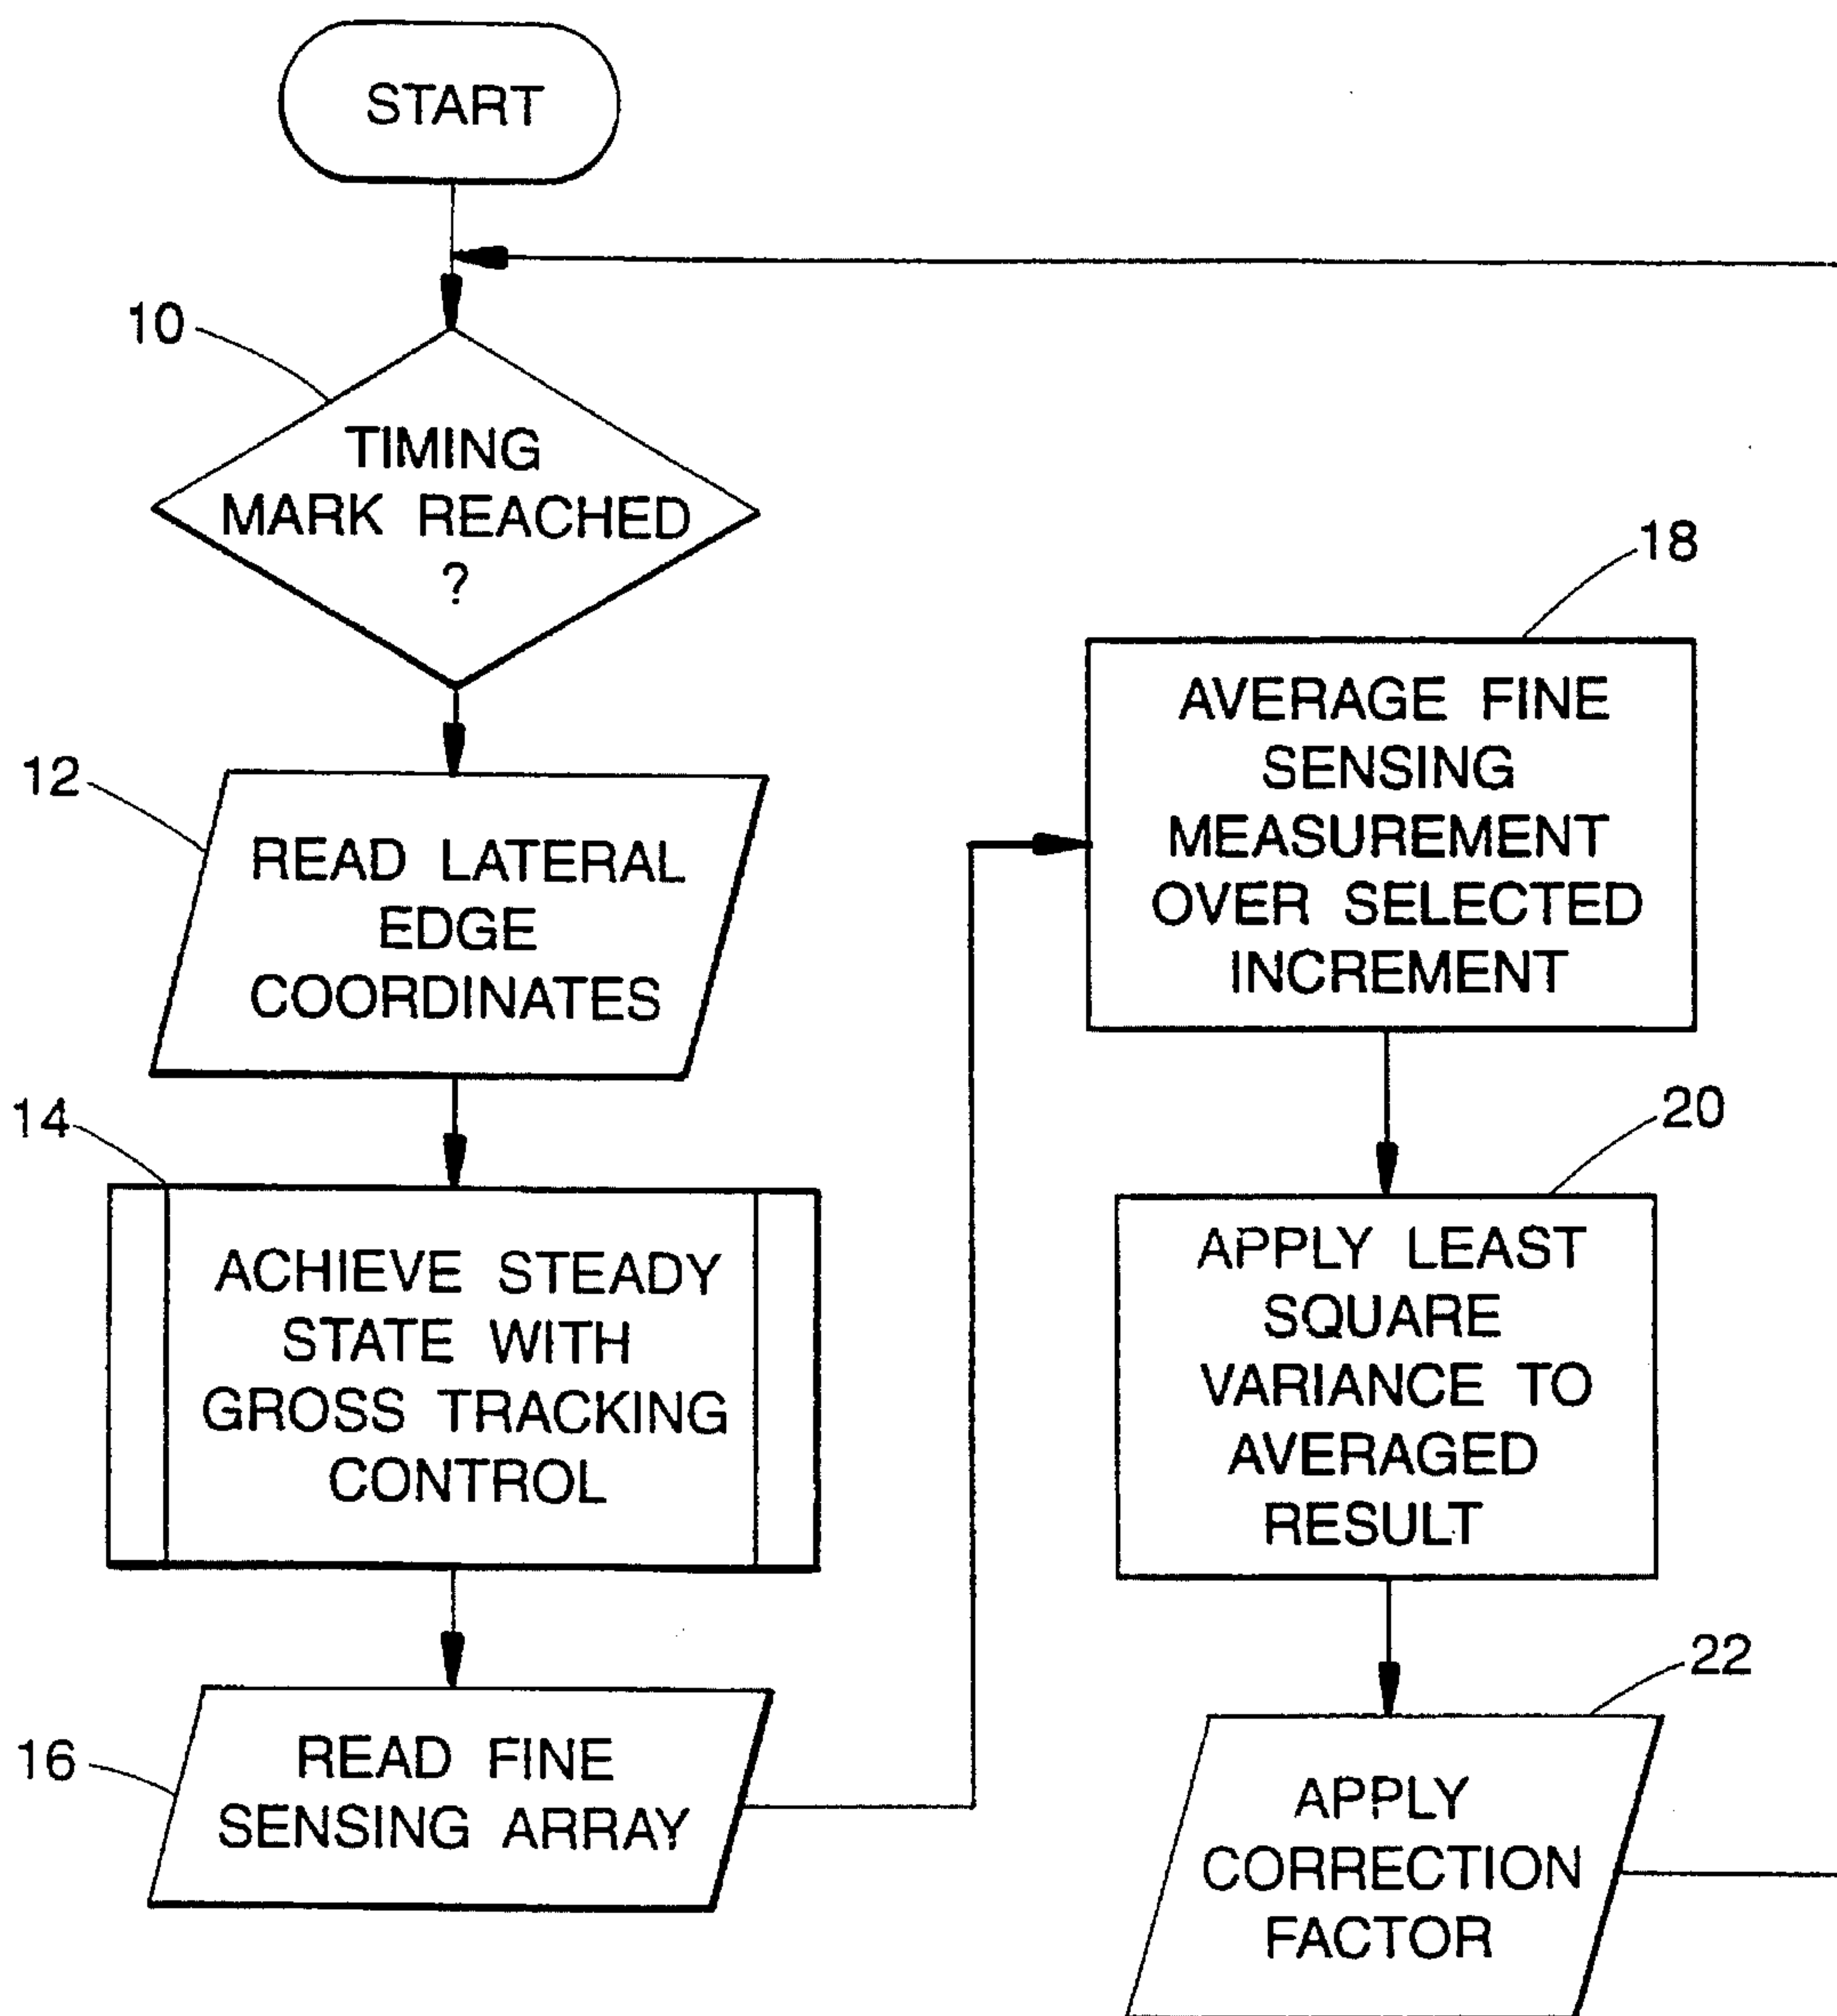 START
10
TIMING
MARK REACHED
?
12
READ LATERAL
EDGE
COORDINATES
14
ACHIEVE STEADY
STATE WITH
GROSS TRACKING
CONTROL
16
READ FINE
SENSING ARRAY
18
AVERAGE FINE
SENSING
MEASUREMENT
OVER SELECTED
INCREMENT
20
APPLY LEAST
SQUARE
VARIANCE TO
AVERAGED
RESULT
22
APPLY
CORRECTION
FACTOR